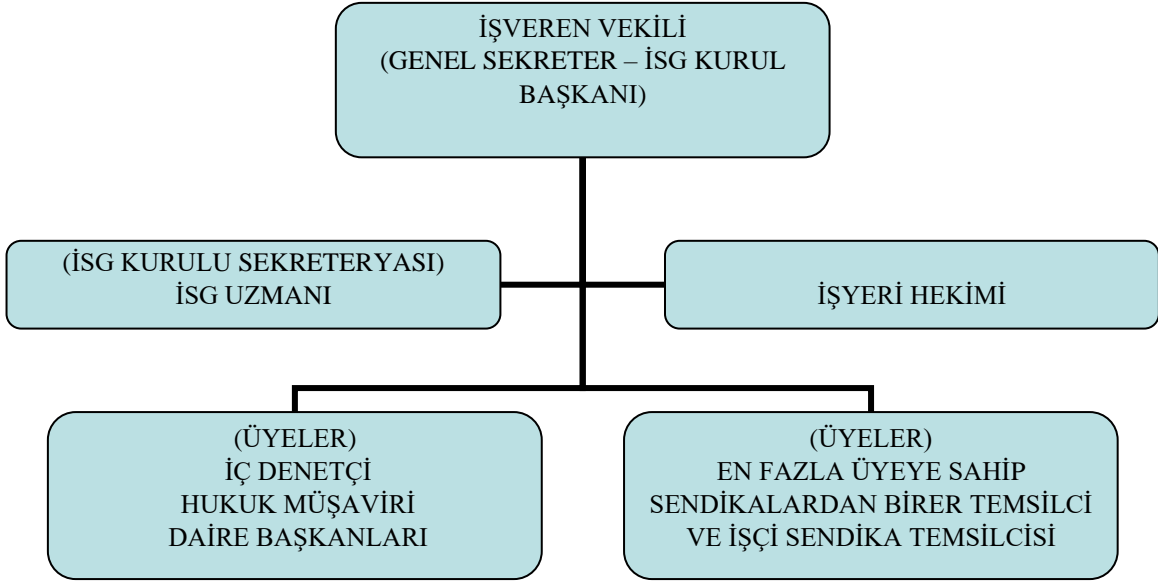 İŞVEREN VEKİLİ
(GENEL SEKRETER – İSG KURUL
BAŞKANI)
(İSG KURULU SEKRETERYASI)
İSG UZMANI
İŞYERİ HEKİMİ
(ÜYELER)
İÇ DENETÇİ
HUKUK MÜŞAVİRİ
DAİRE BAŞKANLARI
(ÜYELER)
EN FAZLA ÜYEYE SAHİP
SENDİKALARDAN BİRER TEMSİLCİ
VE İŞÇİ SENDİKA TEMSİLCİSİ